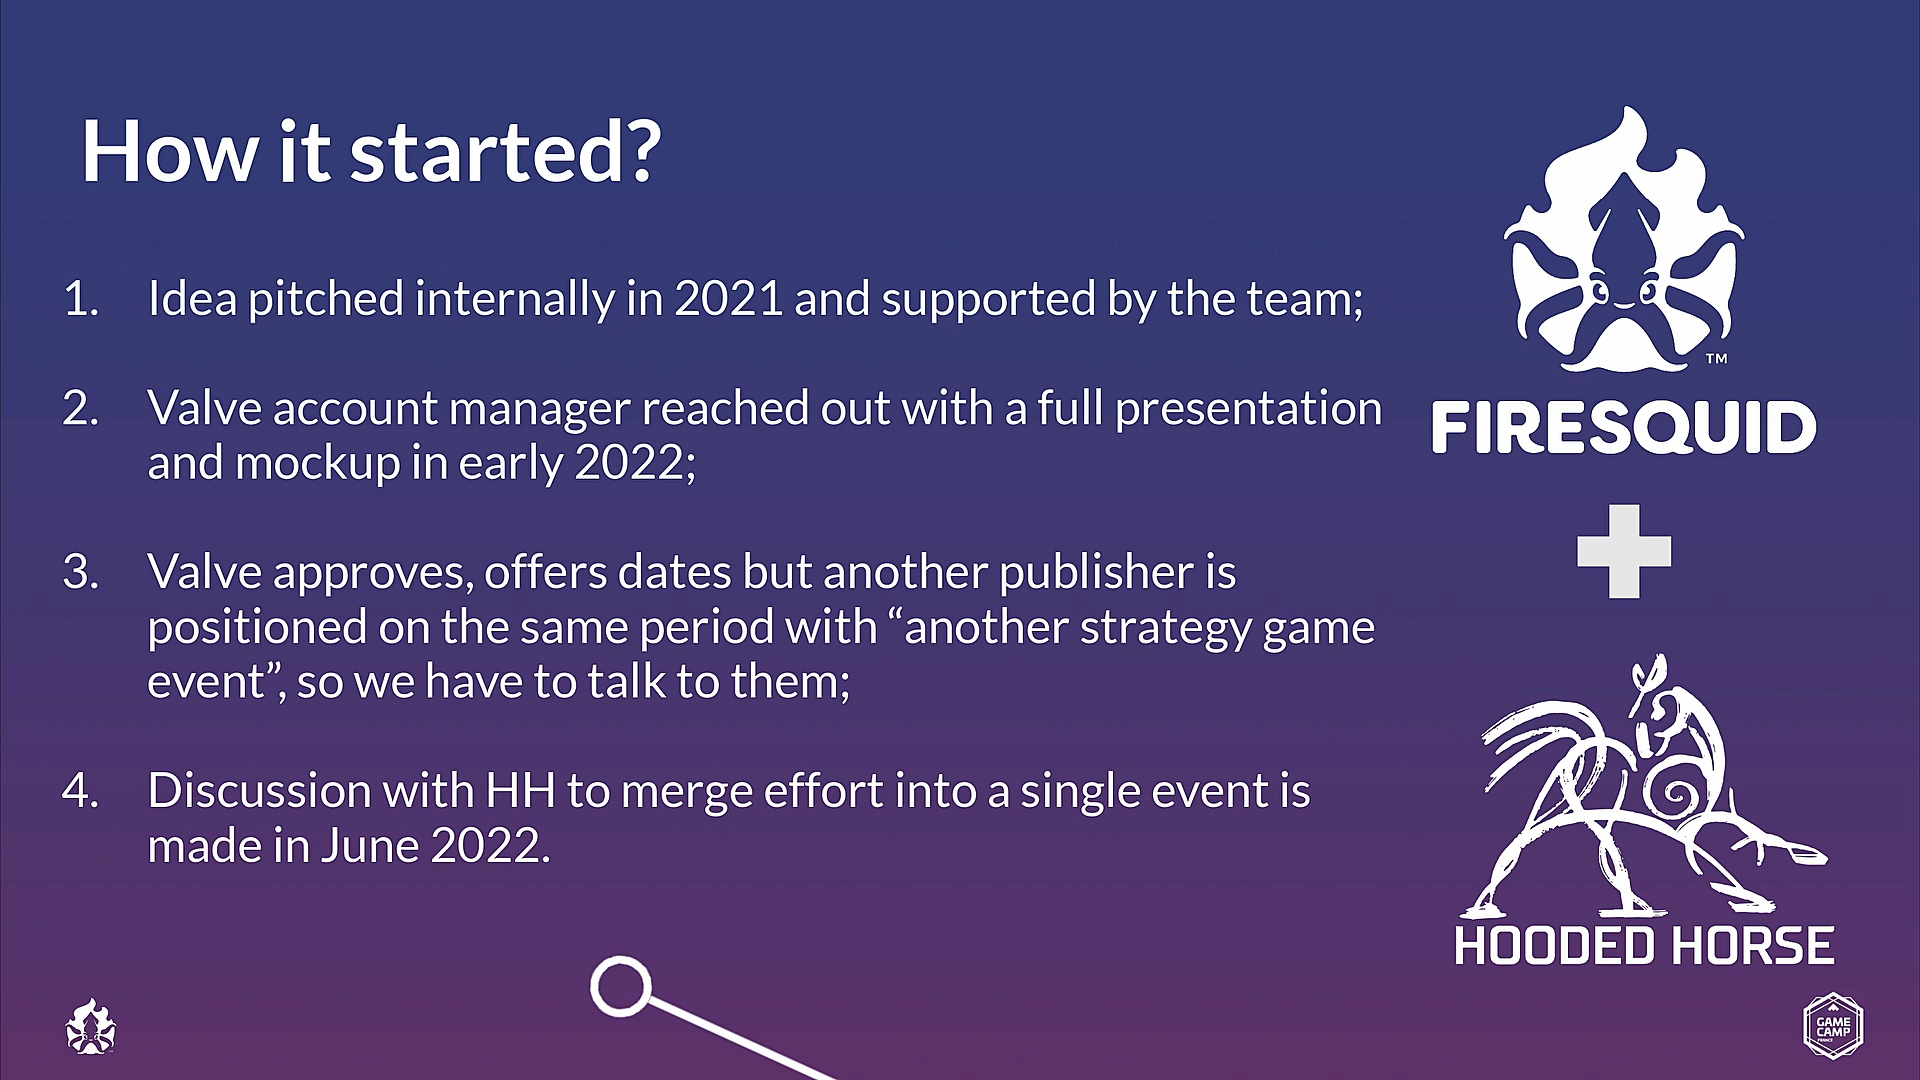 How it started?
1. Idea pitched internally in 2021 and supported by the team;
2. Valve account manager reached out with a full presentation
and mockup in early 2022;
3. Valve approves, offers dates but another publisher is
positioned on the same period with “another strategy game
event”, so we have to talk to them;
4. Discussion with HH to merge effort into a single event is
made in June 2022.
TM
FIRESQUID
HOODED HORSE
GAME
CAMP
FRANCE